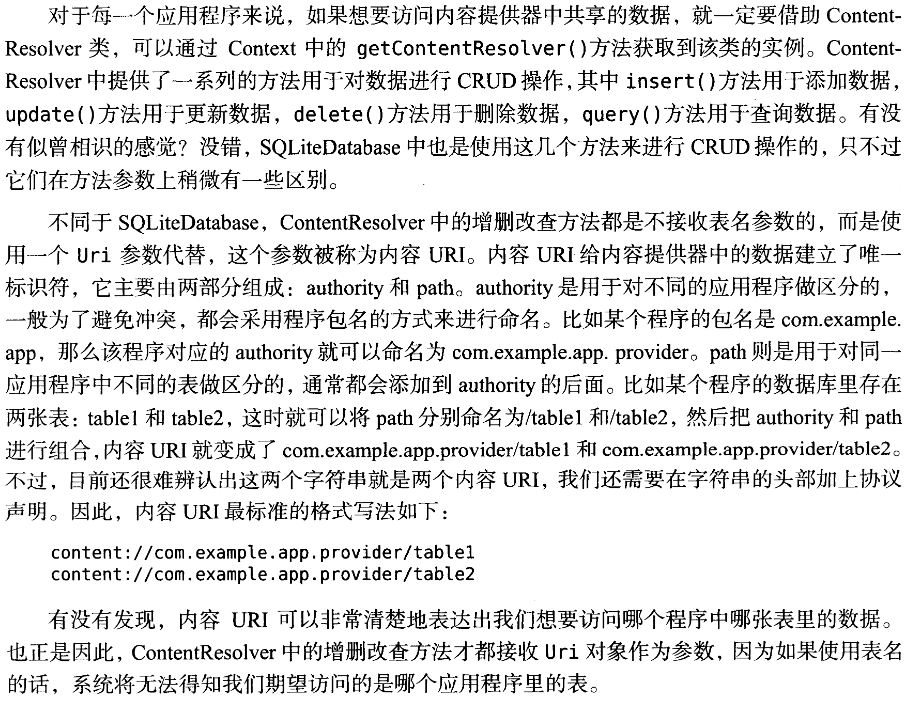 对于每一个应用程序来说，如果想要访问内容提供器中共享的数据，就一定要借助 Content-
Resolver 类，可以通过 Context 中的 getContentResolver()方法获取到该类的实例。Content-
Resolver 中提供了一系列的方法用于对数据进行 CRUD 操作，其中 insert()方法用于添加数据，
update()方法用于更新数据，delete()方法用于删除数据，query()方法用于查询数据。有没
有似曾相识的感觉？没错，SQLiteDatabase 中也是使用这几个方法来进行 CRUD 操作的，只不过
它们在方法参数上稍微有一些区别。
不同于 SQLiteDatabase，ContentResolver 中的增删改查方法都是不接收表名参数的，而是使
用一个 Uri 参数代替，这个参数被称为内容 URI。内容 URI 给内容提供器中的数据建立了唯一
标识符，它主要由两部分组成：authority 和 path。authority 是用于对不同的应用程序做区分的，
一般为了避免冲突，都会采用程序包名的方式来进行命名。比如某个程序的包名是 com.example.
app，那么该程序对应的 authority 就可以命名为 com.example.app. provider。path 则是用于对同一
应用程序中不同的表做区分的，通常都会添加到 authority 的后面。比如某个程序的数据库里存在
两张表：table1 和 table2，这时就可以将 path 分别命名为/table1 和/table2，然后把 authority 和 path
进行组合，内容 URI 就变成了 com.example.app.provider/table1 和 com.example.app.provider/table2。
不过，目前还很难辨认出这两个字符串就是两个内容 URI，我们还需要在字符串的头部加上协议
声明。因此，内容 URI 最标准的格式写法如下：
content://com.example.app.provider/table1
content://com.example.app.provider/table2
有没有发现，内容 URI 可以非常清楚地表达出我们想要访问哪个程序中哪张表里的数据。
也正是因此，ContentResolver 中的增删改查方法才都接收 Uri 对象作为参数，因为如果使用表名
的话，系统将无法得知我们期望访问的是哪个应用程序里的表。